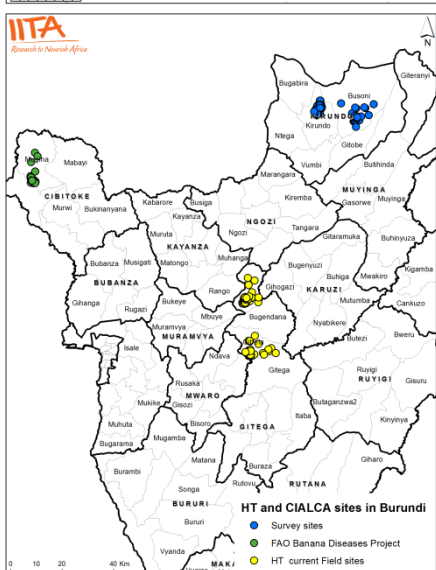 IITA
Research to Nourish Africa
N
Giteranyi
Bugabira
Busoni
KIRUNDO
Kirundo
Ntega
Gitobe
Vumbi
Butihinda
Mugina
Mabayi
Marangara
MUYINGA
CIBITOKE
Kabarore
Busiga
Kiremba
Gasorwe
Muyinga
Murwi
Bukinanyana
Kayanza
NGOZI
Muruta
Ngozi
Tangara
Gitaramuka
Buhinyuza
KAYANZA
Bubanza
Musigati
Matongo
Muhanga
Bugenyuzi
Mwakiro
Kigamba
BUBANZA
Rango
Gihogazi
Buhiga
KARUZI
Gihanga
Rugazi
Bukeye
Mbuye
Bugendana
Mutumba
Cankuzo
Muramvya
Nyabikere
MURAMVYA
Butezi
Bweru
Isale
Ndava
Gitega
Ruyigi
RUYIGI
Gisuru
Rusaka
MWARO
Butaganzwa2
Mukike
Gisozi
Itaba
Kinyinya
Muhuta
Bisoro
GITEGA
Bugarama
Mugamba
Matana
Buraza
Giharo
Burambi
Rutovu
RUTANA
Songa
BURURI
Bururi
Vyanda
MAKA
HT and CIALCA sites in Burundi
Survey sites
FAO Banana Diseases Project
HT current Field sites
0 10 20 40 Km